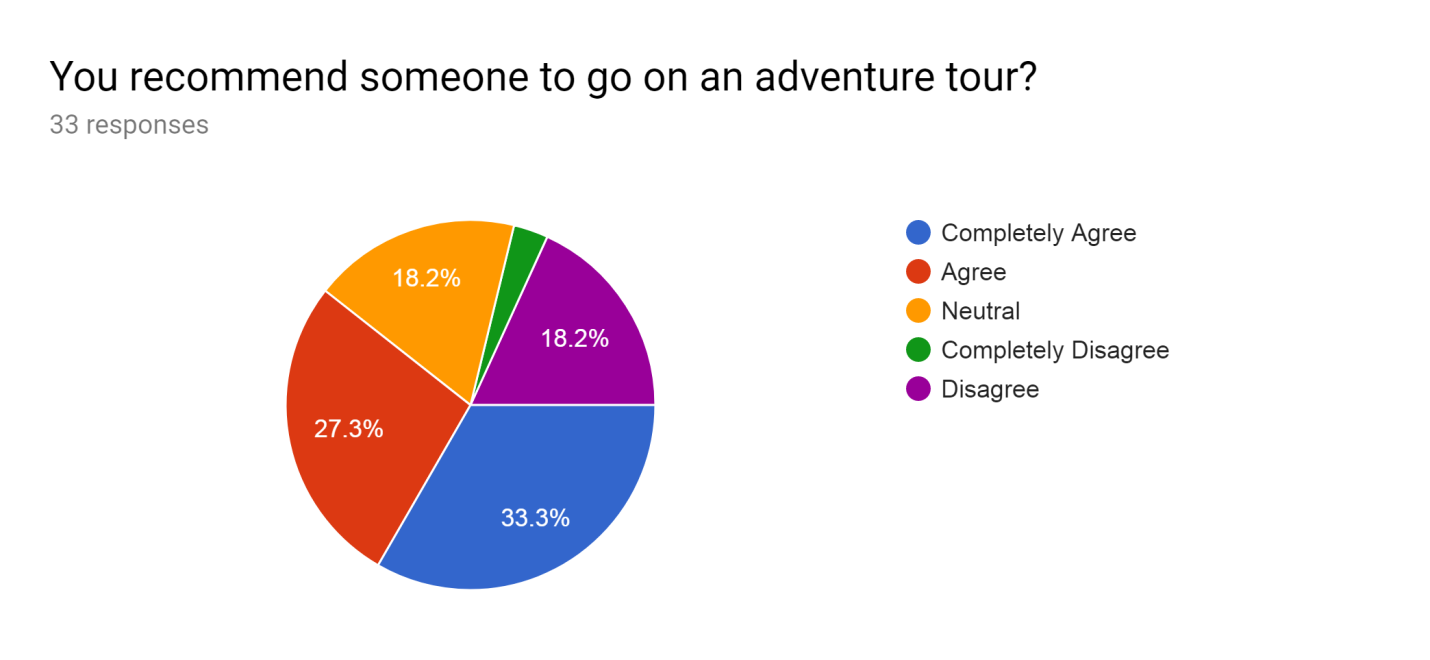 You recommend someone to go on an adventure tour?
33 responses
18.2%
18.2%
27.3%
33.3%
Completely Agree
Agree
Neutral
Completely Disagree
Disagree